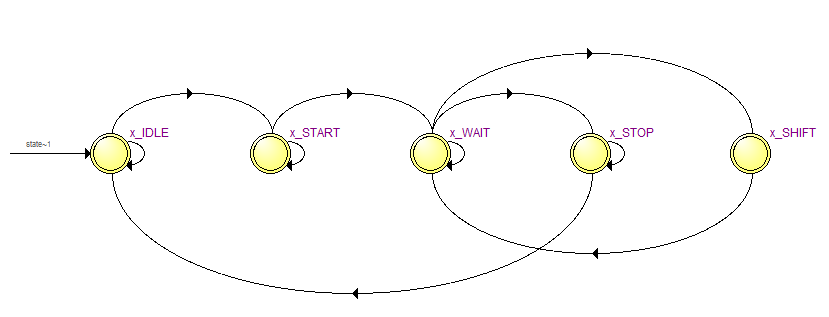 x_IDLE
x_START
x_WAIT
x_STOP
x_SHIFT
state~1